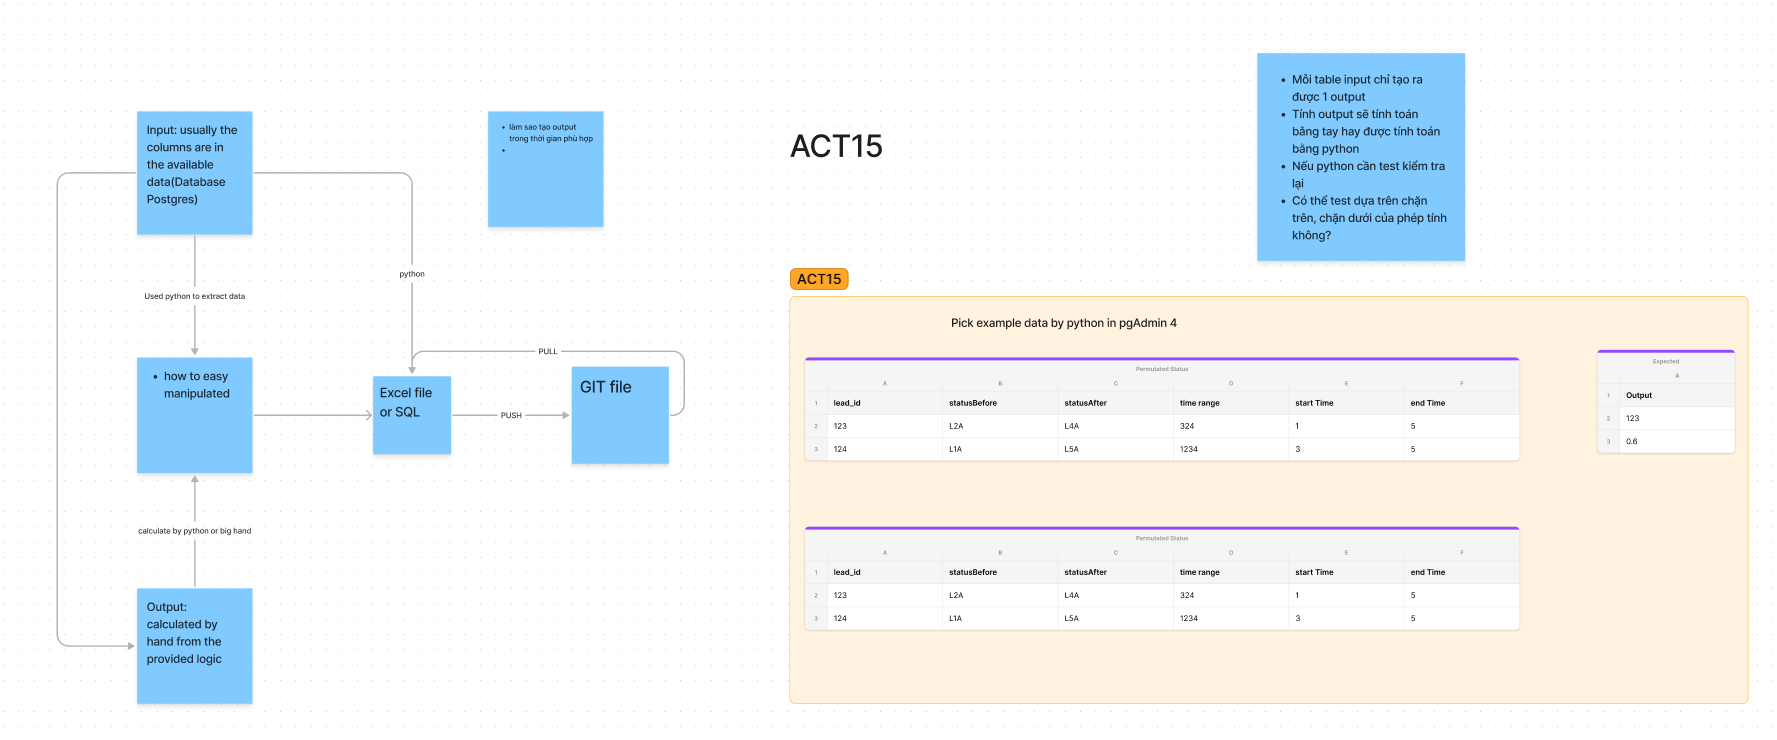 Input: usually the
columns are in
the available
data(Database
Postgres)
làm sao tạo output
trong thời gian phù hợp
python
Used python to extract data
how to easy
manipulated
Excel file
or SQL
PULL
PUSH
GIT file
calculate by python or big hand
Output:
calculated by
hand from the
provided logic
ACT15
Mỗi table input chỉ tạo ra
được 1 output
Tính output sẽ tính toán
bằng tay hay được tính toán
bằng python
Nếu python cần test kiểm tra
lại
Có thể test dựa trên chặn
trên, chặn dưới của phép tính
không?
ACT15
Pick example data by python in pgAdmin 4
Permutated Status
A B C D E F
1 lead_id statusBefore statusAfter time range start Time end Time
2 123 L2A L4A 324 1 5
3 124 L1A L5A 1234 3 5
Expected
A
1 Output
2 123
3 0.6
Permutated Status
A B C D E F
1 lead_id statusBefore statusAfter time range start Time end Time
2 123 L2A L4A 324 1 5
3 124 L1A L5A 1234 3 5